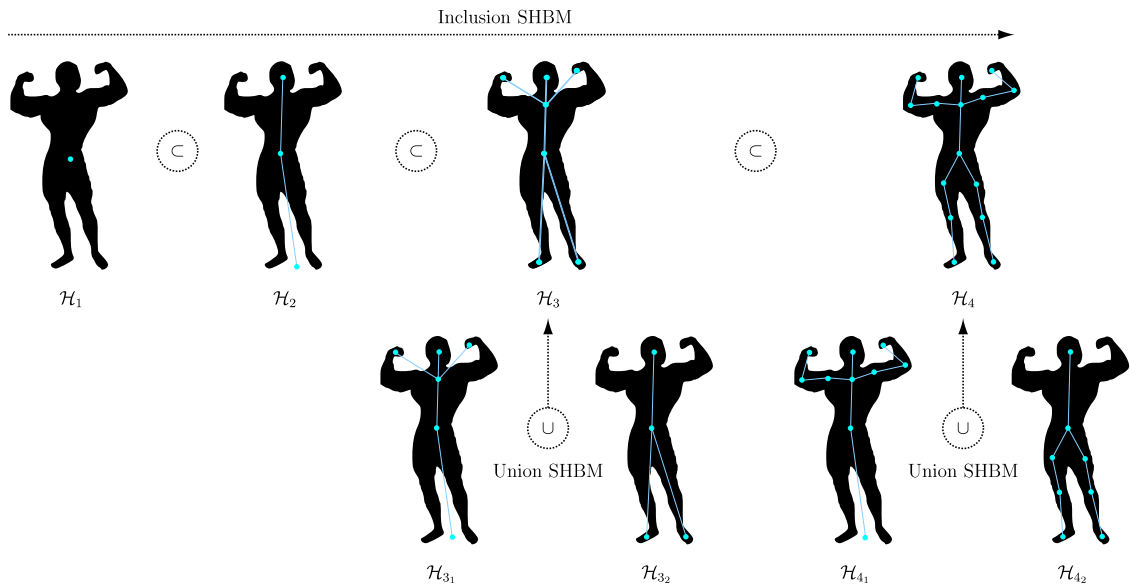 Inclusion SHBM
⊂ ⊂ ⊂
ℋ₁ ℋ₂ ℋ₃ ℋ₄
∪ ∪
Union SHBM Union SHBM
ℋ₃₁ ℋ₃₂ ℋ₄₁ ℋ₄₂